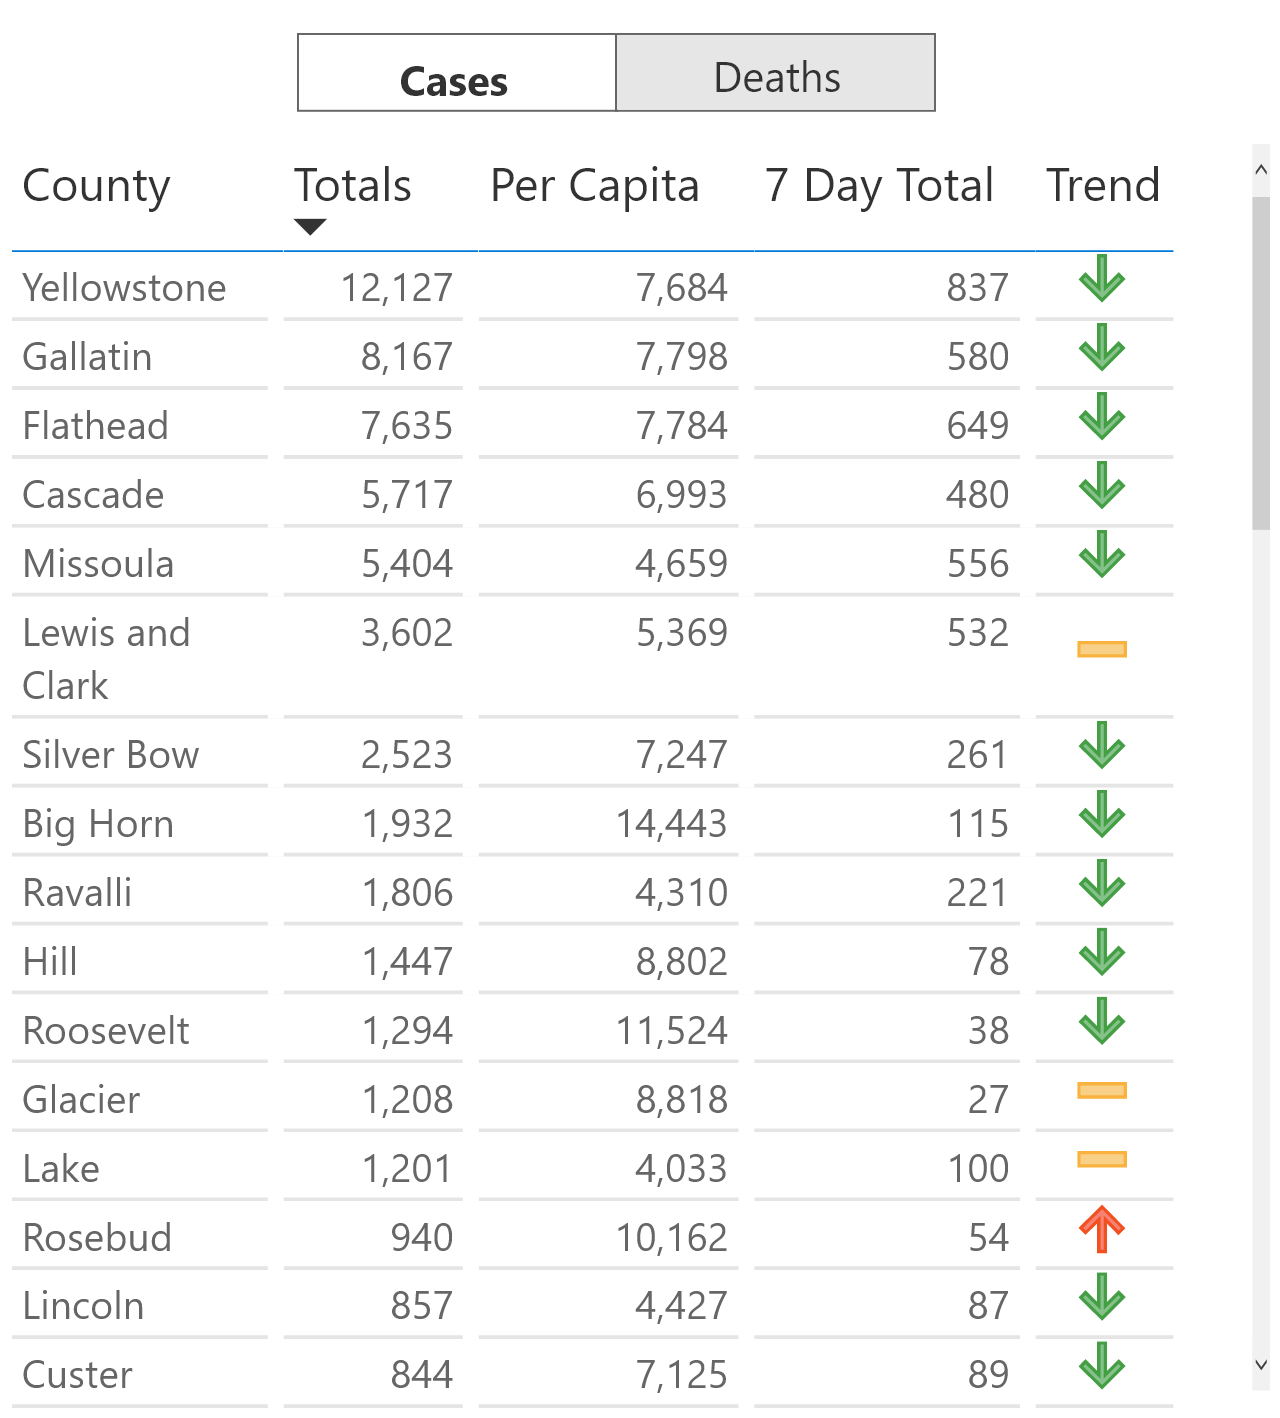 Cases Deaths
County Totals Per Capita 7 Day Total Trend
Yellowstone 12,127 7,684 837
Gallatin 8,167 7,798 580
Flathead 7,635 7,784 649
Cascade 5,717 6,993 480
Missoula 5,404 4,659 556
Lewis and 3,602 5,369 532
Clark
Silver Bow 2,523 7,247 261
Big Horn 1,932 14,443 115
Ravalli 1,806 4,310 221
Hill 1,447 8,802 78
Roosevelt 1,294 11,524 38
Glacier 1,208 8,818 27
Lake 1,201 4,033 100
Rosebud 940 10,162 54
Lincoln 857 4,427 87
Custer 844 7,125 89